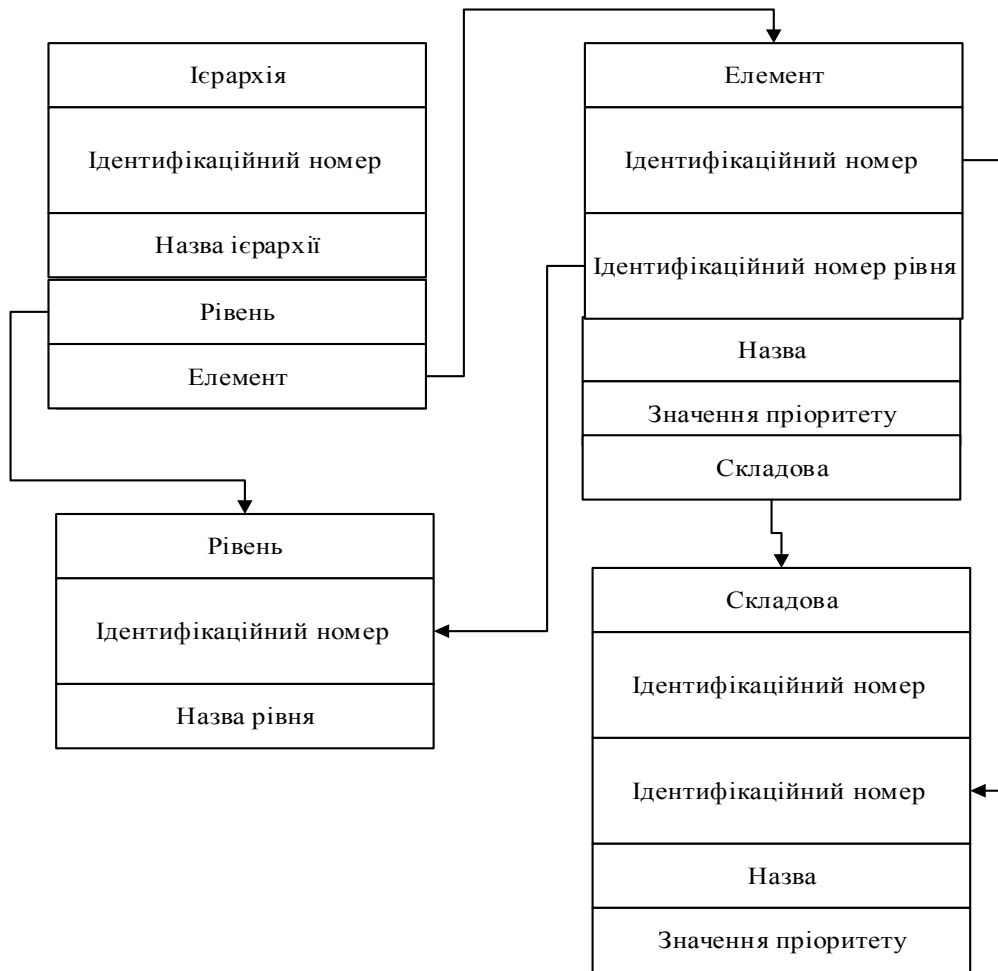 Ієрархія
Ідентифікаційний номер
Назва ієрархії
Рівень
Елемент
Елемент
Ідентифікаційний номер
Ідентифікаційний номер рівня
Назва
Значення пріоритету
Складова
Рівень
Ідентифікаційний номер
Назва рівня
Складова
Ідентифікаційний номер
Ідентифікаційний номер
Назва
Значення пріоритету